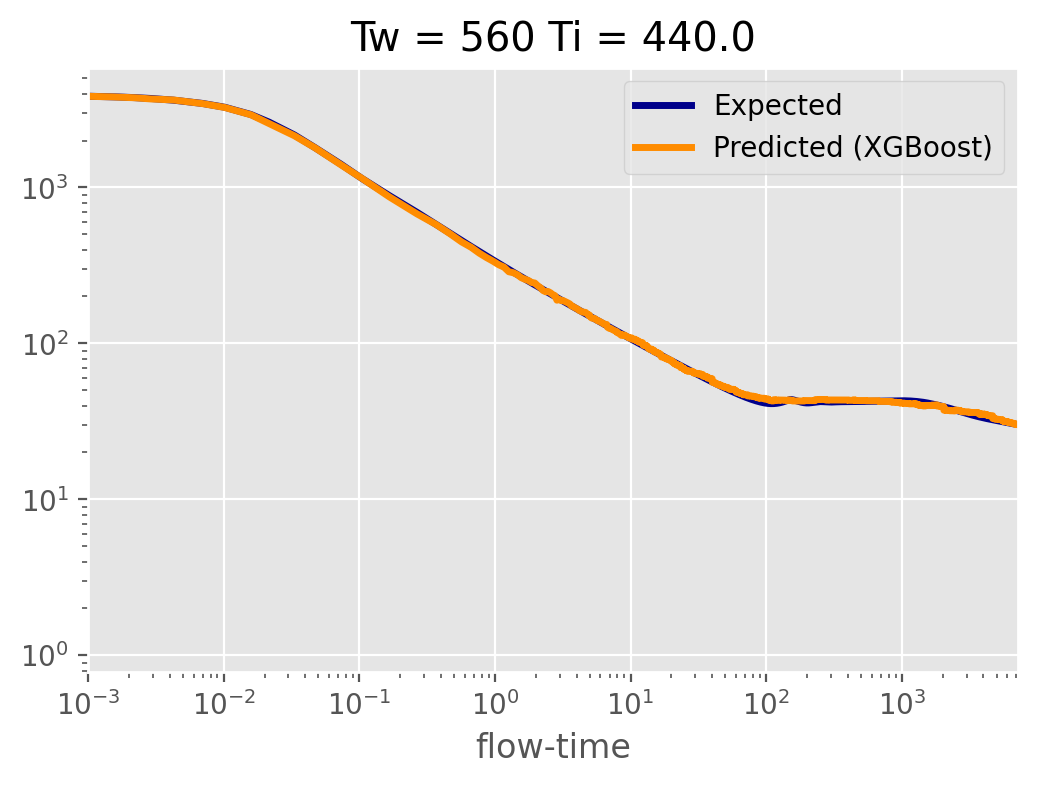 Tw = 560 Ti = 440.0
Expected
Predicted (XGBoost)
10³
10²
10¹
10⁰
10⁻³ 10⁻² 10⁻¹ 10⁰ 10¹ 10² 10³
flow-time